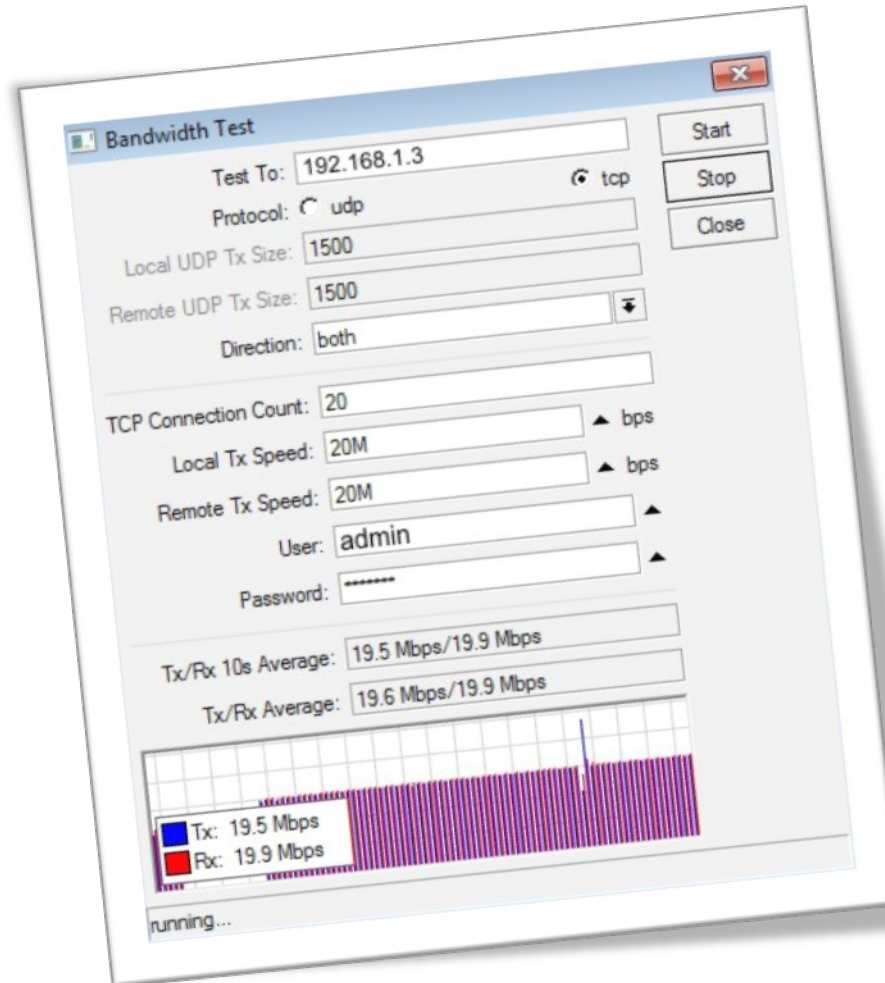 Bandwidth Test
Test To: 192.168.1.3
Start
Protocol: udp tcp
Stop
Local UDP Tx Size: 1500
Close
Remote UDP Tx Size: 1500
Direction: both
TCP Connection Count: 20
Local Tx Speed: 20M bps
Remote Tx Speed: 20M bps
User: admin
Password: *******
Tx/Rx 10s Average: 19.5 Mbps/19.9 Mbps
Tx/Rx Average: 19.6 Mbps/19.9 Mbps
Tx: 19.5 Mbps
Rx: 19.9 Mbps
running...